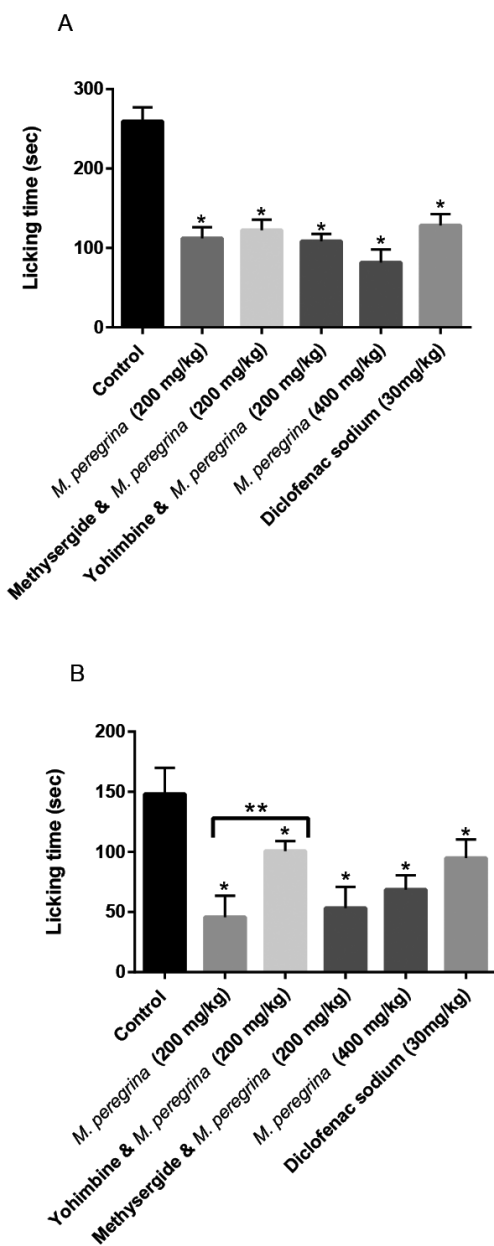 A
Licking time (sec)
300
200
100
0
*
*
*
*
*
Control
M. peregrina (200 mg/kg)
Methysergide & M. peregrina (200 mg/kg)
Yohimbine & M. peregrina (200 mg/kg)
M. peregrina (400 mg/kg)
Diclofenac sodium (30mg/kg)
B
Licking time (sec)
200
150
100
50
0
**
*
*
*
*
*
Control
M. peregrina (200 mg/kg)
Yohimbine & M. peregrina (200 mg/kg)
Methysergide & M. peregrina (200 mg/kg)
M. peregrina (400 mg/kg)
Diclofenac sodium (30mg/kg)